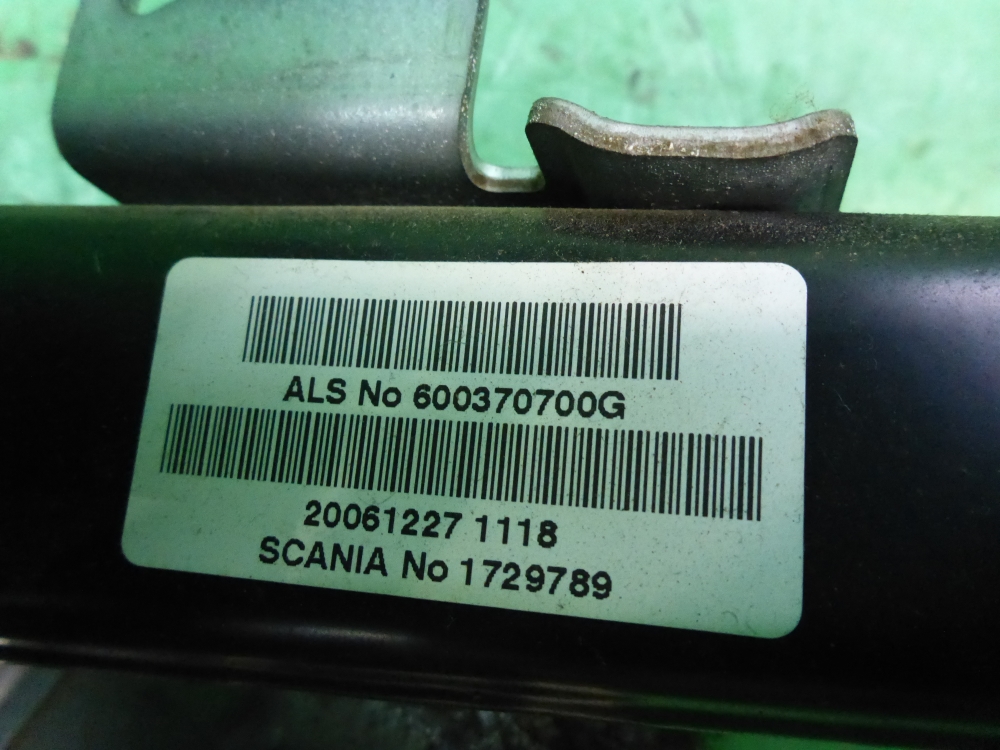 ALS No 600370700G
20061227 1118
SCANIA No 1729789